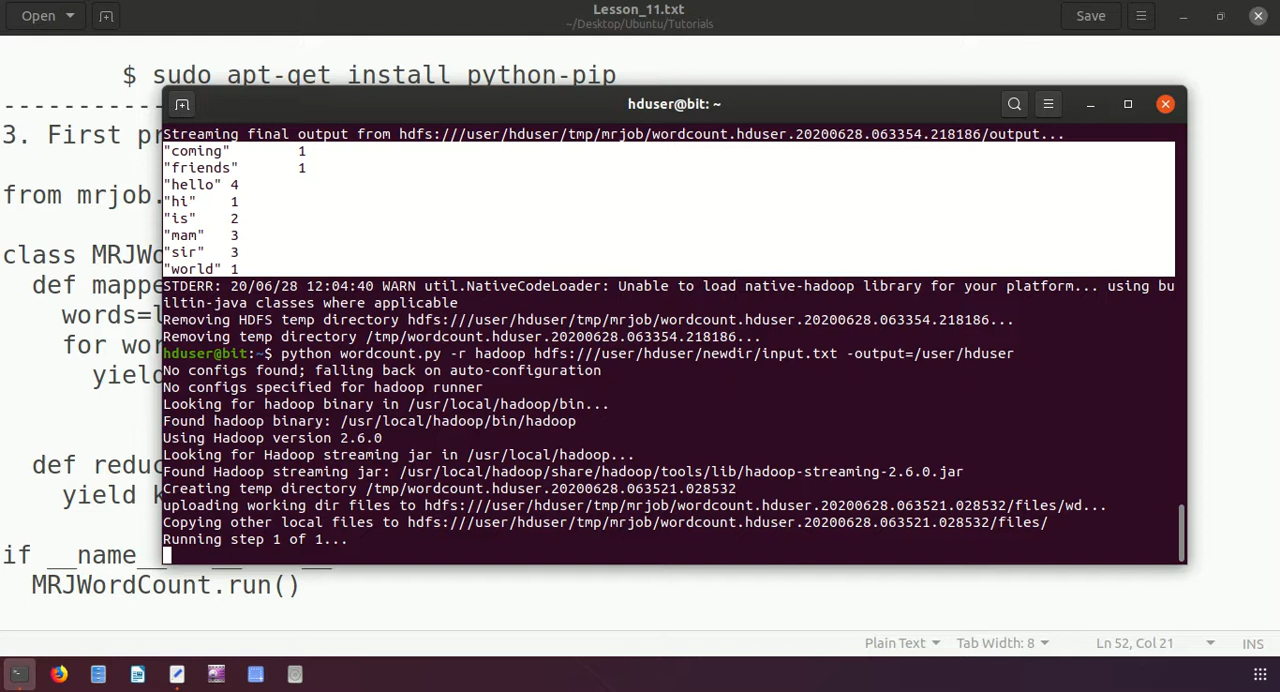 Open
Lesson_11.txt
~/Desktop/Ubuntu/Tutorials
Save
$ sudo apt-get install python-pip
3. First pr
from mrjob.
class MRJWo
def mappe
words=l
for wor
yield
def reduc
yield k
if __name__
MRJWordCount.run()
hduser@bit: ~
Streaming final output from hdfs:///user/hduser/tmp/mrjob/wordcount.hduser.20200628.063354.218186/output...
"coming" 1
"friends" 1
"hello" 4
"hi" 1
"is" 2
"mam" 3
"sir" 3
"world" 1
STDERR: 20/06/28 12:04:40 WARN util.NativeCodeLoader: Unable to load native-hadoop library for your platform... using bu
iltin-java classes where applicable
Removing HDFS temp directory hdfs:///user/hduser/tmp/mrjob/wordcount.hduser.20200628.063354.218186...
Removing temp directory /tmp/wordcount.hduser.20200628.063354.218186...
hduser@bit:~$ python wordcount.py -r hadoop hdfs:///user/hduser/newdir/input.txt -output=/user/hduser
No configs found; falling back on auto-configuration
No configs specified for hadoop runner
Looking for hadoop binary in /usr/local/hadoop/bin...
Found hadoop binary: /usr/local/hadoop/bin/hadoop
Using Hadoop version 2.6.0
Looking for Hadoop streaming jar in /usr/local/hadoop...
Found Hadoop streaming jar: /usr/local/hadoop/share/hadoop/tools/lib/hadoop-streaming-2.6.0.jar
Creating temp directory /tmp/wordcount.hduser.20200628.063521.028532
uploading working dir files to hdfs:///user/hduser/tmp/mrjob/wordcount.hduser.20200628.063521.028532/files/wd...
Copying other local files to hdfs:///user/hduser/tmp/mrjob/wordcount.hduser.20200628.063521.028532/files/
Running step 1 of 1...
Plain Text
Tab Width: 8
Ln 52, Col 21
INS